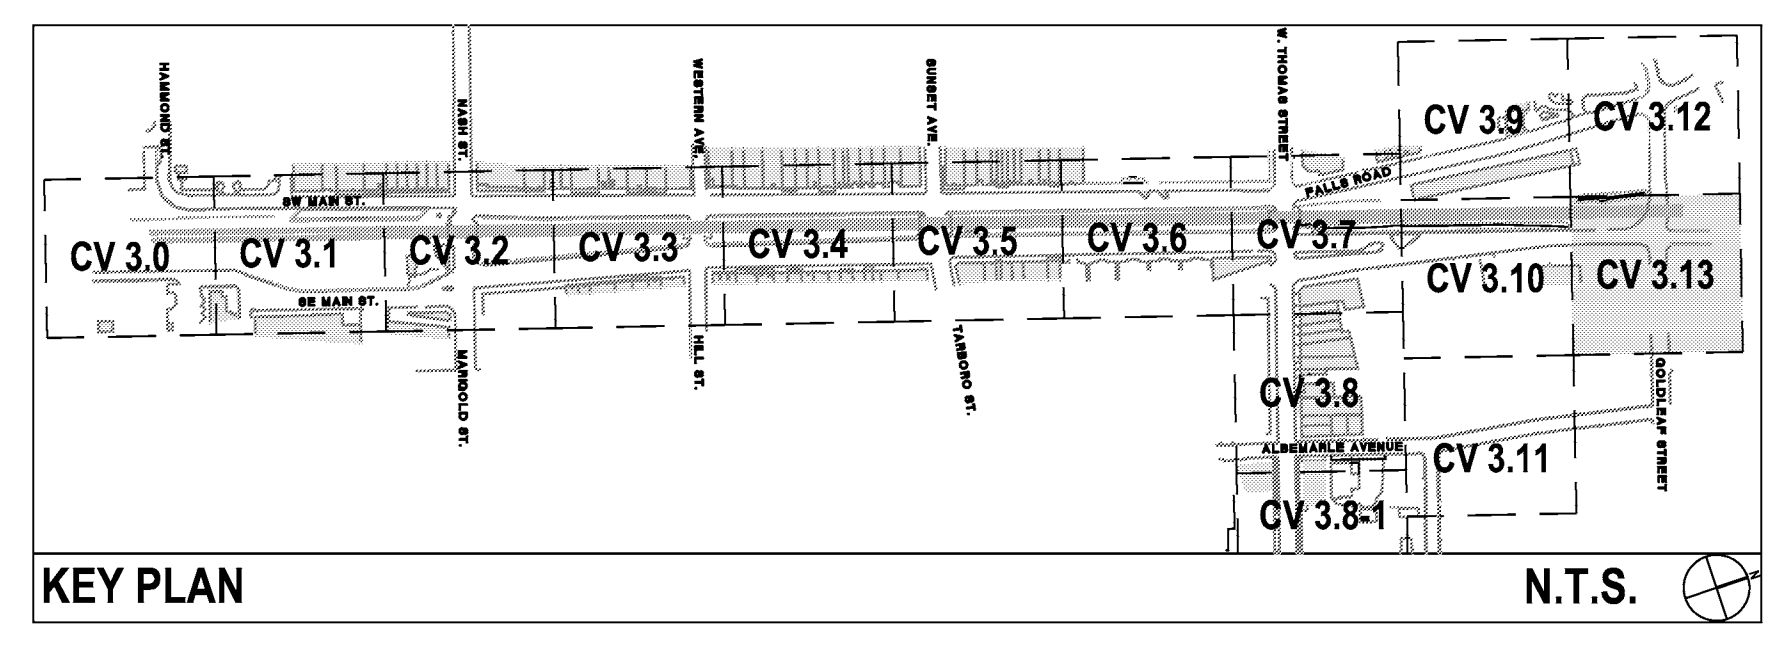 HAMMOND ST.
NASH ST.
WESTERN AVE.
SUNSET AVE.
W. THOMAS STREET
CV 3.9
CV 3.12
FALLS ROAD
SW MAIN ST.
CV 3.0
CV 3.1
CV 3.2
CV 3.3
CV 3.4
CV 3.5
CV 3.6
CV 3.7
CV 3.10
CV 3.13
SE MAIN ST.
MARIGOLD ST.
HILL ST.
TARBORO ST.
GOLDLEAF STREET
CV 3.8
ALBEMARLE AVENUE
CV 3.11
CV 3.8-1
KEY PLAN
N.T.S.
N